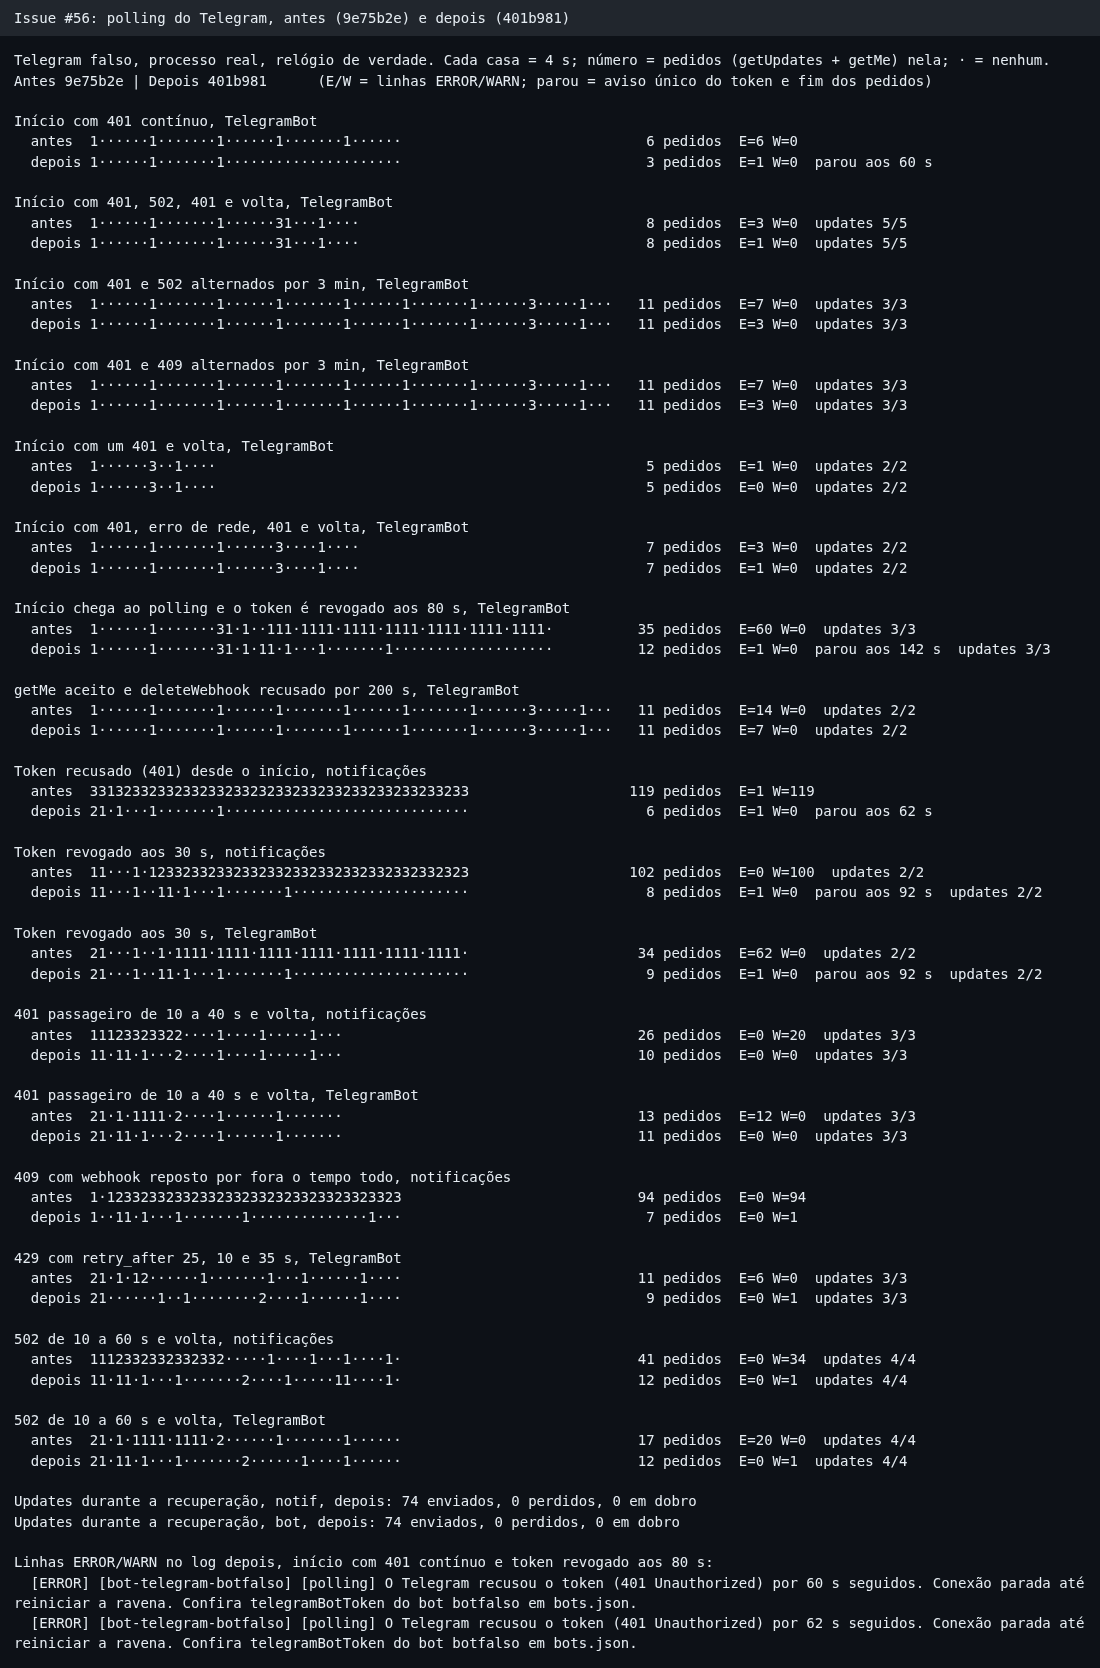 Issue #56: polling do Telegram, antes (9e75b2e) e depois (401b981)
Telegram falso, processo real, relógio de verdade. Cada casa = 4 s; número = pedidos (getUpdates + getMe) nela; · = nenhum.
Antes 9e75b2e | Depois 401b981      (E/W = linhas ERROR/WARN; parou = aviso único do token e fim dos pedidos)
Início com 401 contínuo, TelegramBot
antes  1······1·······1······1·······1······ 6 pedidos  E=6 W=0
depois 1······1·······1····················· 3 pedidos  E=1 W=0  parou aos 60 s
Início com 401, 502, 401 e volta, TelegramBot
antes  1······1·······1······31···1···· 8 pedidos  E=3 W=0  updates 5/5
depois 1······1·······1······31···1···· 8 pedidos  E=1 W=0  updates 5/5
Início com 401 e 502 alternados por 3 min, TelegramBot
antes  1······1·······1······1·······1······1·······1······3·····1··· 11 pedidos  E=7 W=0  updates 3/3
depois 1······1·······1······1·······1······1·······1······3·····1··· 11 pedidos  E=3 W=0  updates 3/3
Início com 401 e 409 alternados por 3 min, TelegramBot
antes  1······1·······1······1·······1······1·······1······3·····1··· 11 pedidos  E=7 W=0  updates 3/3
depois 1······1·······1······1·······1······1·······1······3·····1··· 11 pedidos  E=3 W=0  updates 3/3
Início com um 401 e volta, TelegramBot
antes  1······3··1···· 5 pedidos  E=1 W=0  updates 2/2
depois 1······3··1···· 5 pedidos  E=0 W=0  updates 2/2
Início com 401, erro de rede, 401 e volta, TelegramBot
antes  1······1·······1······3····1···· 7 pedidos  E=3 W=0  updates 2/2
depois 1······1·······1······3····1···· 7 pedidos  E=1 W=0  updates 2/2
Início chega ao polling e o token é revogado aos 80 s, TelegramBot
antes  1······1·······31·1··111·1111·1111·1111·1111·1111·1111· 35 pedidos  E=60 W=0  updates 3/3
depois 1······1·······31·1·11·1···1·······1··················· 12 pedidos  E=1 W=0  parou aos 142 s  updates 3/3
getMe aceito e deleteWebhook recusado por 200 s, TelegramBot
antes  1······1·······1······1·······1······1·······1······3·····1··· 11 pedidos  E=14 W=0  updates 2/2
depois 1······1·······1······1·······1······1·······1······3·····1··· 11 pedidos  E=7 W=0  updates 2/2
Token recusado (401) desde o início, notificações
antes  331323323323323323323323323323233233233233233 119 pedidos  E=1 W=119
depois 21·1···1·······1····························· 6 pedidos  E=1 W=0  parou aos 62 s
Token revogado aos 30 s, notificações
antes  11···1·12332332332332332332332332332332332323 102 pedidos  E=0 W=100  updates 2/2
depois 11···1··11·1···1·······1····················· 8 pedidos  E=1 W=0  parou aos 92 s  updates 2/2
Token revogado aos 30 s, TelegramBot
antes  21···1··1·1111·1111·1111·1111·1111·1111·1111· 34 pedidos  E=62 W=0  updates 2/2
depois 21···1··11·1···1·······1····················· 9 pedidos  E=1 W=0  parou aos 92 s  updates 2/2
401 passageiro de 10 a 40 s e volta, notificações
antes  11123323322····1····1·····1··· 26 pedidos  E=0 W=20  updates 3/3
depois 11·11·1···2····1····1·····1··· 10 pedidos  E=0 W=0  updates 3/3
401 passageiro de 10 a 40 s e volta, TelegramBot
antes  21·1·1111·2····1······1······· 13 pedidos  E=12 W=0  updates 3/3
depois 21·11·1···2····1······1······· 11 pedidos  E=0 W=0  updates 3/3
409 com webhook reposto por fora o tempo todo, notificações
antes  1·12332332332332332332323323323323323 94 pedidos  E=0 W=94
depois 1··11·1···1·······1··············1··· 7 pedidos  E=0 W=1
429 com retry_after 25, 10 e 35 s, TelegramBot
antes  21·1·12······1·······1···1······1···· 11 pedidos  E=6 W=0  updates 3/3
depois 21······1··1········2····1······1···· 9 pedidos  E=0 W=1  updates 3/3
502 de 10 a 60 s e volta, notificações
antes  1112332332332332·····1····1···1····1· 41 pedidos  E=0 W=34  updates 4/4
depois 11·11·1···1·······2····1·····11····1· 12 pedidos  E=0 W=1  updates 4/4
502 de 10 a 60 s e volta, TelegramBot
antes  21·1·1111·1111·2······1·······1······ 17 pedidos  E=20 W=0  updates 4/4
depois 21·11·1···1·······2······1····1······ 12 pedidos  E=0 W=1  updates 4/4
Updates durante a recuperação, notif, depois: 74 enviados, 0 perdidos, 0 em dobro
Updates durante a recuperação, bot, depois: 74 enviados, 0 perdidos, 0 em dobro
Linhas ERROR/WARN no log depois, início com 401 contínuo e token revogado aos 80 s:
[ERROR] [bot-telegram-botfalso] [polling] O Telegram recusou o token (401 Unauthorized) por 60 s seguidos. Conexão parada até
reiniciar a ravena. Confira telegramBotToken do bot botfalso em bots.json.
[ERROR] [bot-telegram-botfalso] [polling] O Telegram recusou o token (401 Unauthorized) por 62 s seguidos. Conexão parada até
reiniciar a ravena. Confira telegramBotToken do bot botfalso em bots.json.